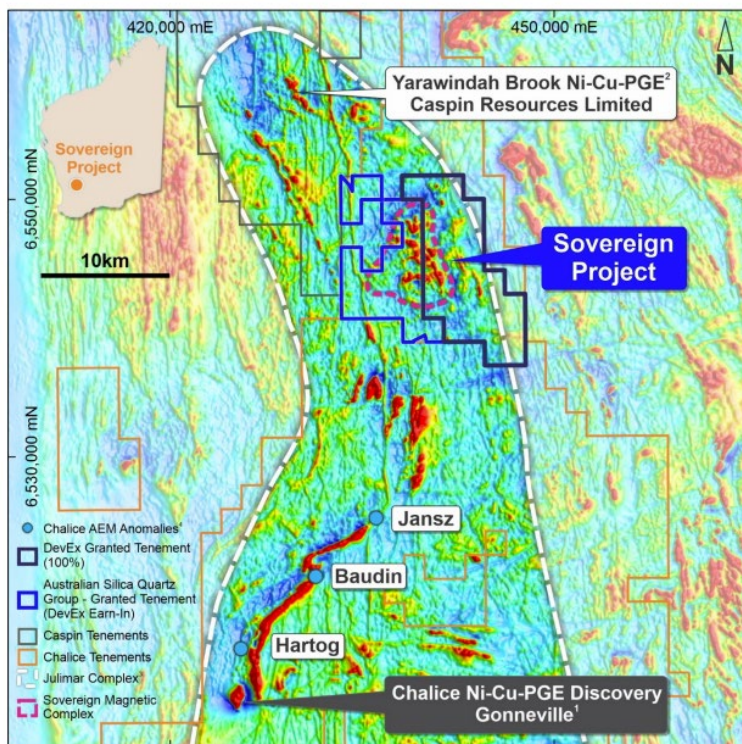 420,000 mE
450,000 mE
N
Yarawindah Brook Ni-Cu-PGE²
Caspin Resources Limited
Sovereign
Project
6,550,000 mN
10km
Sovereign
Project
6,530,000 mN
Jansz
Baudin
Hartog
Chalice Ni-Cu-PGE Discovery
Gonneville¹
Chalice AEM Anomalies¹
DevEx Granted Tenement
(100%)
Australian Silica Quartz
Group - Granted Tenement
(DevEx Earn-In)
Caspin Tenements
Chalice Tenements
Julimar Complex
Sovereign Magnetic
Complex